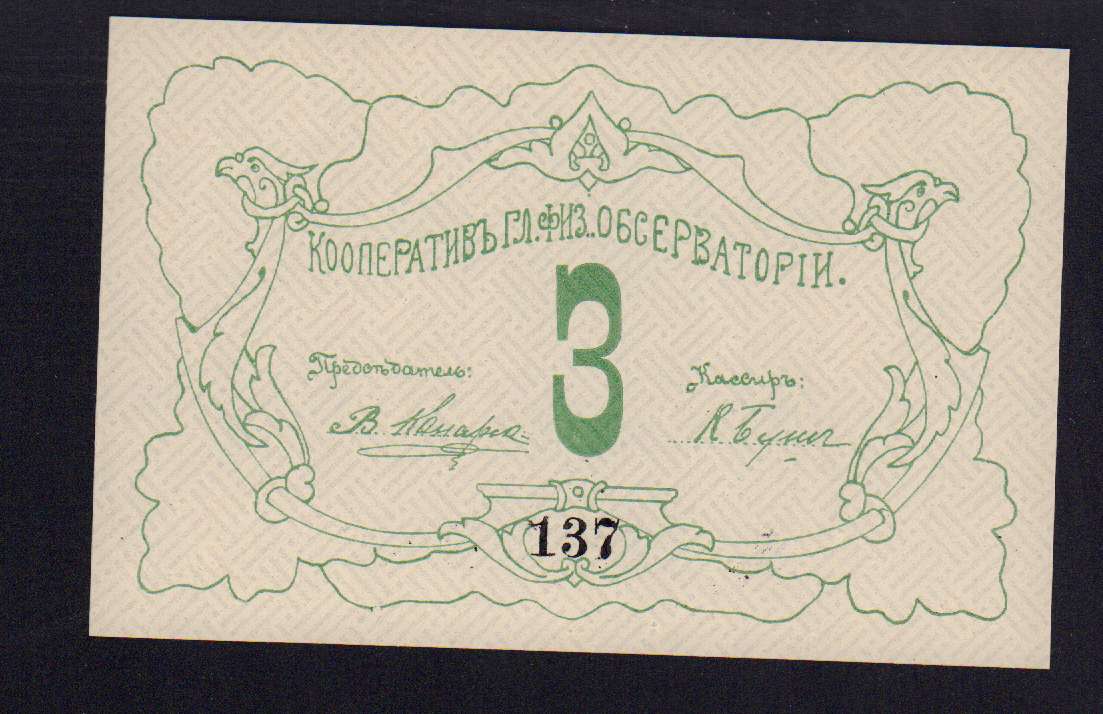 КООПЕРАТИВЪ ГЛ. ФИЗ. ОБСЕРВАТОРІИ.
3
Предсѣдатель:
Кассиръ:
В.
К
137